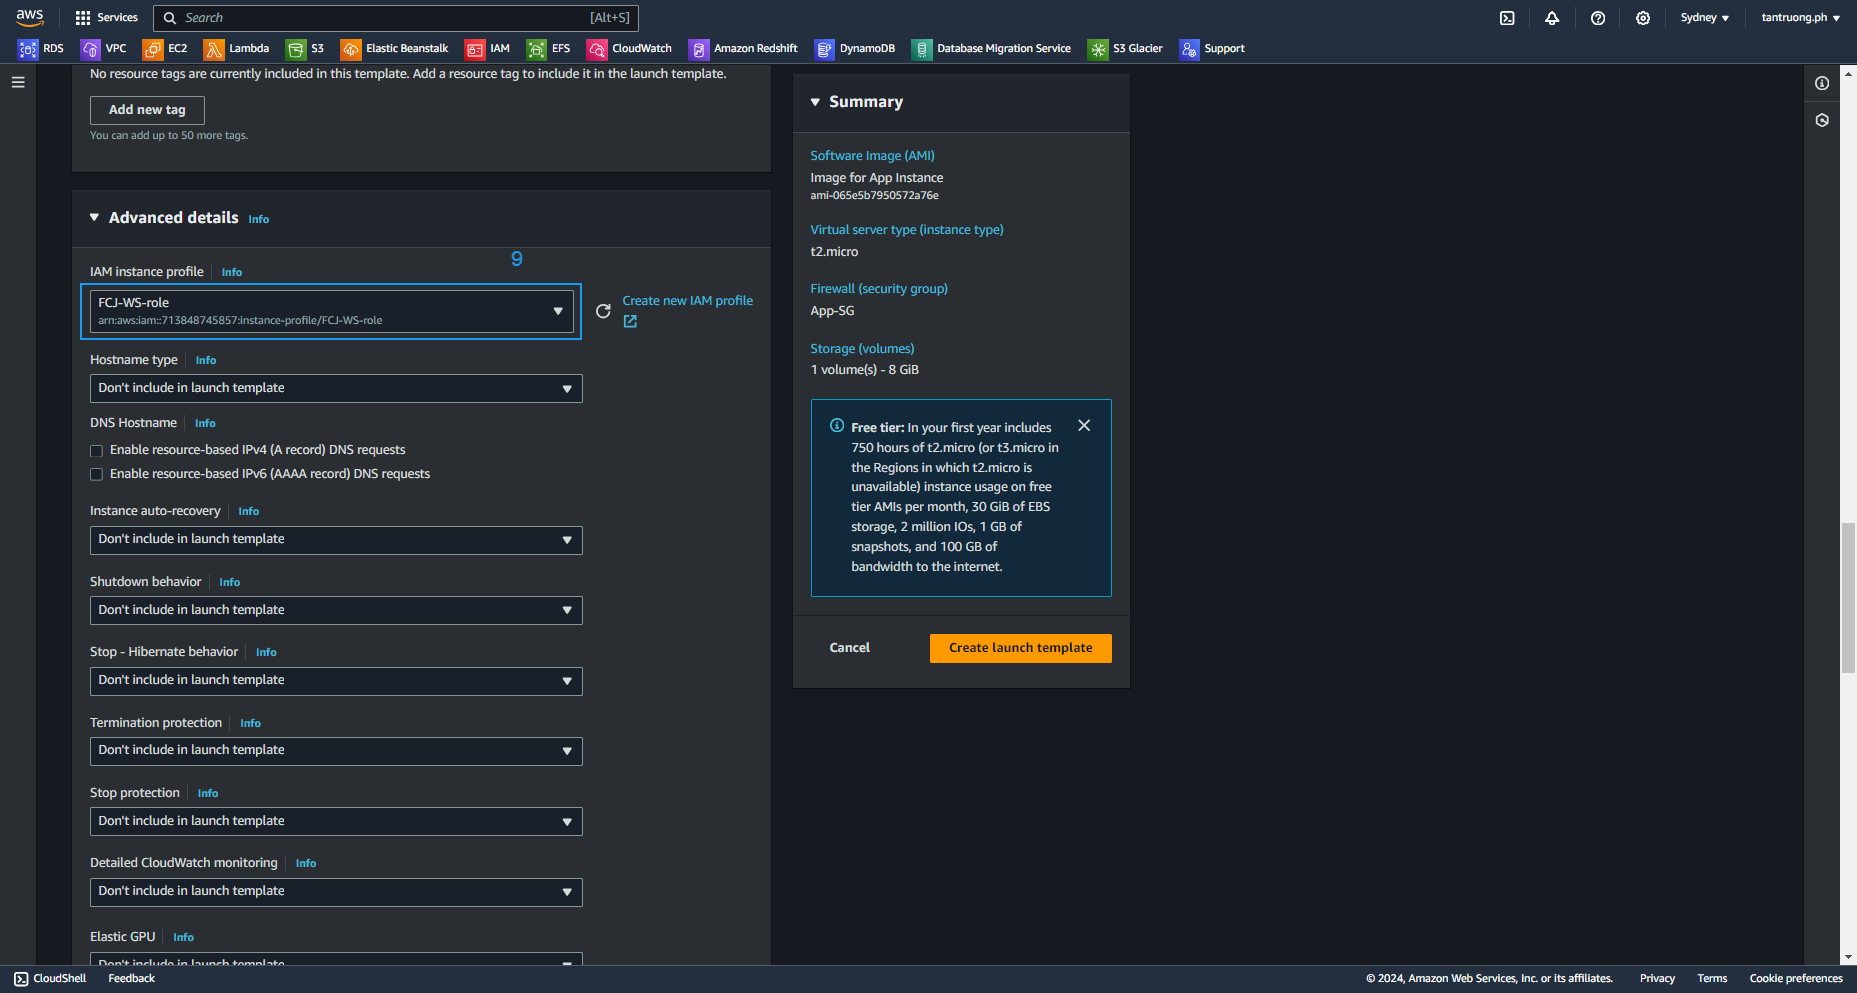 aws
Services
Search
[Alt+S]
Sydney
tantruong.ph
RDS
VPC
EC2
Lambda
S3
Elastic Beanstalk
IAM
EFS
CloudWatch
Amazon Redshift
DynamoDB
Database Migration Service
S3 Glacier
Support
No resource tags are currently included in this template. Add a resource tag to include it in the launch template.
Add new tag
You can add up to 50 more tags.
Advanced details Info
9
IAM instance profile Info
FCJ-WS-role
arn:aws:iam::713848745857:instance-profile/FCJ-WS-role
Create new IAM profile
Hostname type Info
Don't include in launch template
DNS Hostname Info
Enable resource-based IPv4 (A record) DNS requests
Enable resource-based IPv6 (AAAA record) DNS requests
Instance auto-recovery Info
Don't include in launch template
Shutdown behavior Info
Don't include in launch template
Stop - Hibernate behavior Info
Don't include in launch template
Termination protection Info
Don't include in launch template
Stop protection Info
Don't include in launch template
Detailed CloudWatch monitoring Info
Don't include in launch template
Elastic GPU Info
Don't include in launch template
Summary
Software Image (AMI)
Image for App Instance
ami-065e5b7950572a76e
Virtual server type (instance type)
t2.micro
Firewall (security group)
App-SG
Storage (volumes)
1 volume(s) - 8 GiB
Free tier: In your first year includes
750 hours of t2.micro (or t3.micro in
the Regions in which t2.micro is
unavailable) instance usage on free
tier AMIs per month, 30 GiB of EBS
storage, 2 million IOs, 1 GB of
snapshots, and 100 GB of
bandwidth to the internet.
Cancel
Create launch template
CloudShell
Feedback
© 2024, Amazon Web Services, Inc. or its affiliates.
Privacy
Terms
Cookie preferences